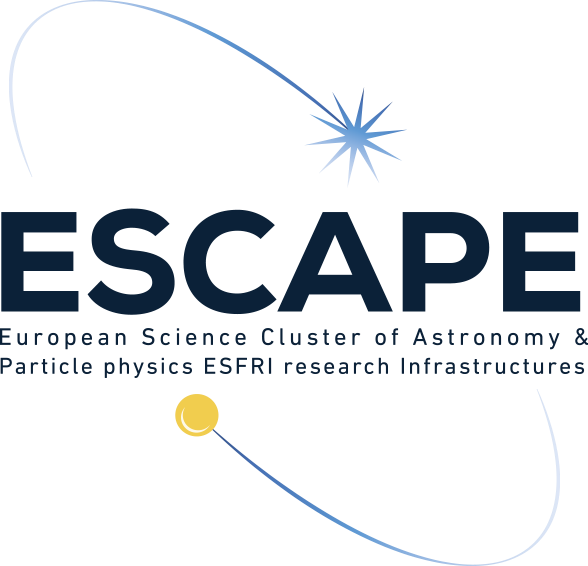 ESCAPE
European Science Cluster of Astronomy &
Particle physics ESFRI research Infrastructures